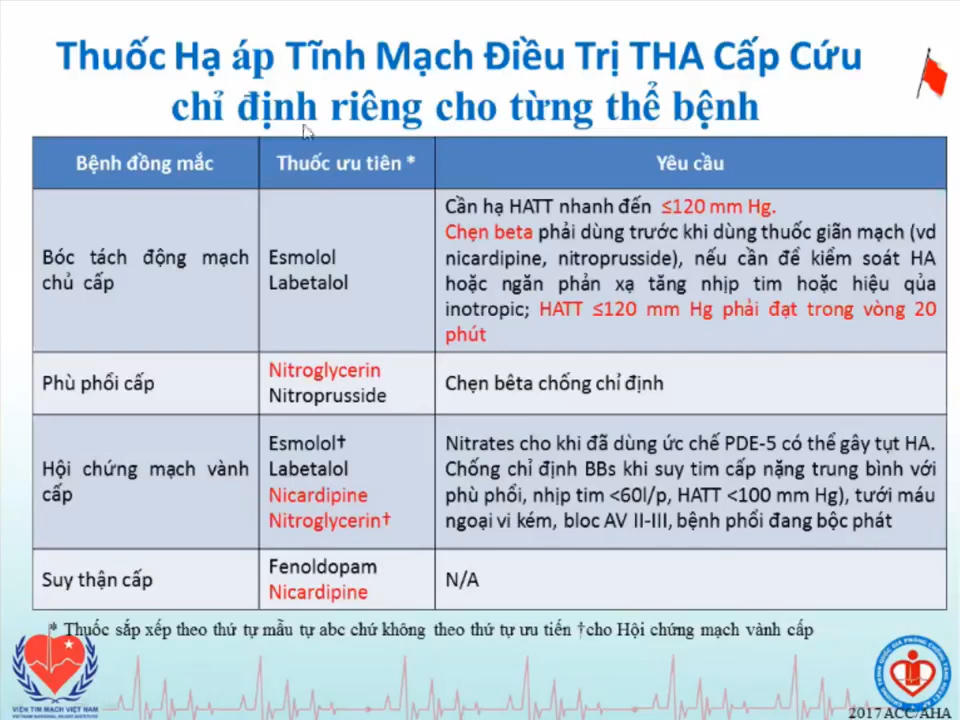 Thuốc Hạ áp Tĩnh Mạch Điều Trị THA Cấp Cứu
chỉ định riêng cho từng thể bệnh
Bệnh đồng mắc
Thuốc ưu tiên *
Yêu cầu
Bóc tách động mạch
chủ cấp
Esmolol
Labetalol
Cần hạ HATT nhanh đến ≤120 mm Hg.
Chẹn beta phải dùng trước khi dùng thuốc giãn mạch (vd
nicardipine, nitroprusside), nếu cần để kiểm soát HA
hoặc ngăn phản xạ tăng nhịp tim hoặc hiệu qủa
inotropic; HATT ≤120 mm Hg phải đạt trong vòng 20
phút
Phù phổi cấp
Nitroglycerin
Nitroprusside
Chẹn bêta chống chỉ định
Hội chứng mạch vành
cấp
Esmolol†
Labetalol
Nicardipine
Nitroglycerin†
Nitrates cho khi đã dùng ức chế PDE-5 có thể gây tụt HA.
Chống chỉ định BBs khi suy tim cấp nặng trung bình với
phù phổi, nhịp tim <60l/p, HATT <100 mm Hg), tưới máu
ngoại vi kém, bloc AV II-III, bệnh phổi đang bộc phát
Suy thận cấp
Fenoldopam
Nicardipine
N/A
* Thuốc sắp xếp theo thứ tự mẫu tự abc chứ không theo thứ tự ưu tiến †cho Hội chứng mạch vành cấp
VIỆN TIM MẠCH VIỆT NAM
VIETNAM NATIONAL HEART INSTITUTE
2017 ACC/AHA